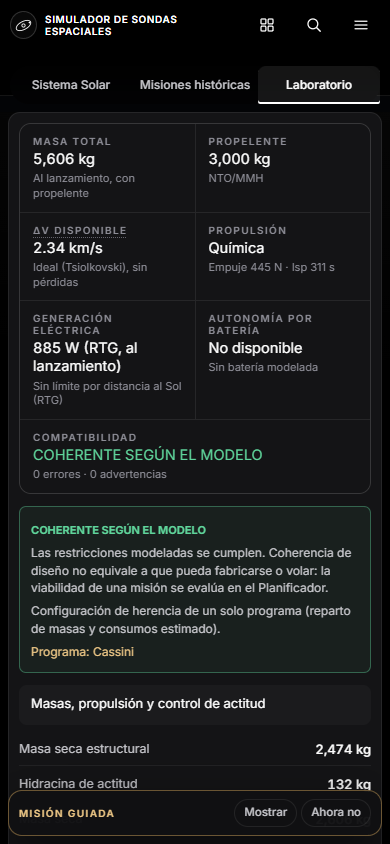 SIMULADOR DE SONDAS
ESPACIALES
Sistema Solar
Misiones históricas
Laboratorio
MASA TOTAL
5,606 kg
Al lanzamiento, con
propelente
PROPELENTE
3,000 kg
NTO/MMH
ΔV DISPONIBLE
2.34 km/s
Ideal (Tsiolkovski), sin
pérdidas
PROPULSIÓN
Química
Empuje 445 N · Isp 311 s
GENERACIÓN
ELÉCTRICA
885 W (RTG, al
lanzamiento)
Sin límite por distancia al Sol
(RTG)
AUTONOMÍA POR
BATERÍA
No disponible
Sin batería modelada
COMPATIBILIDAD
COHERENTE SEGÚN EL MODELO
0 errores · 0 advertencias
COHERENTE SEGÚN EL MODELO
Las restricciones modeladas se cumplen. Coherencia de
diseño no equivale a que pueda fabricarse o volar: la
viabilidad de una misión se evalúa en el Planificador.
Configuración de herencia de un solo programa (reparto
de masas y consumos estimado).
Programa: Cassini
Masas, propulsión y control de actitud
Masa seca estructural 2,474 kg
Hidracina de actitud 132 kg
MISIÓN GUIADA
Mostrar
Ahora no